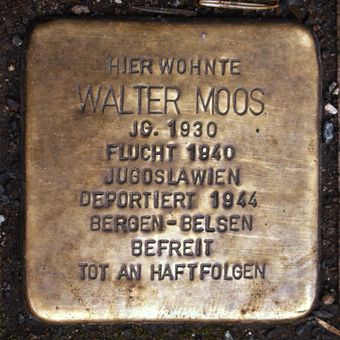 HIER WOHNTE
WALTER MOOS
JG. 1930
FLUCHT 1940
JUGOSLAWIEN
DEPORTIERT 1944
BERGEN-BELSEN
BEFREIT
TOT AN HAFTFOLGEN